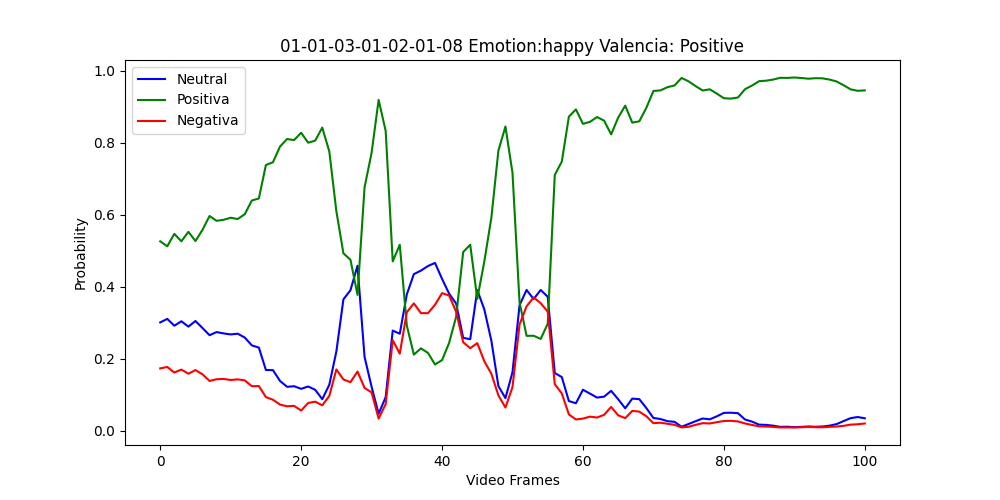 01-01-03-01-02-01-08 Emotion:happy Valencia: Positive
Neutral
Positiva
Negativa
Probability
1.0
0.8
0.6
0.4
0.2
0.0
0 20 40 60 80 100
Video Frames